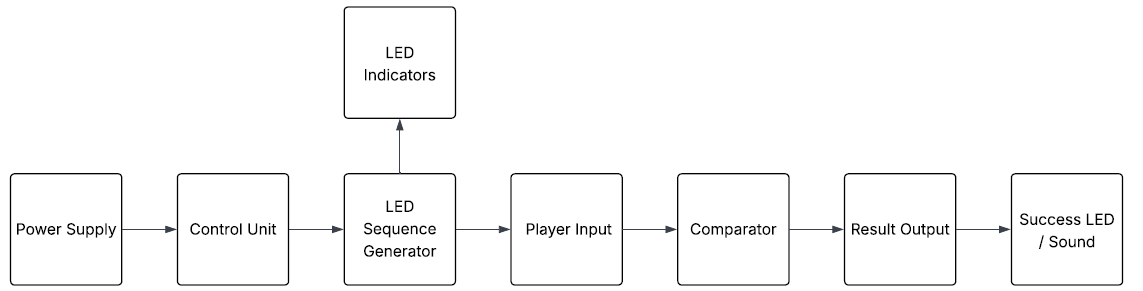 LED
Indicators
Power Supply
Control Unit
LED
Sequence
Generator
Player Input
Comparator
Result Output
Success LED
/ Sound